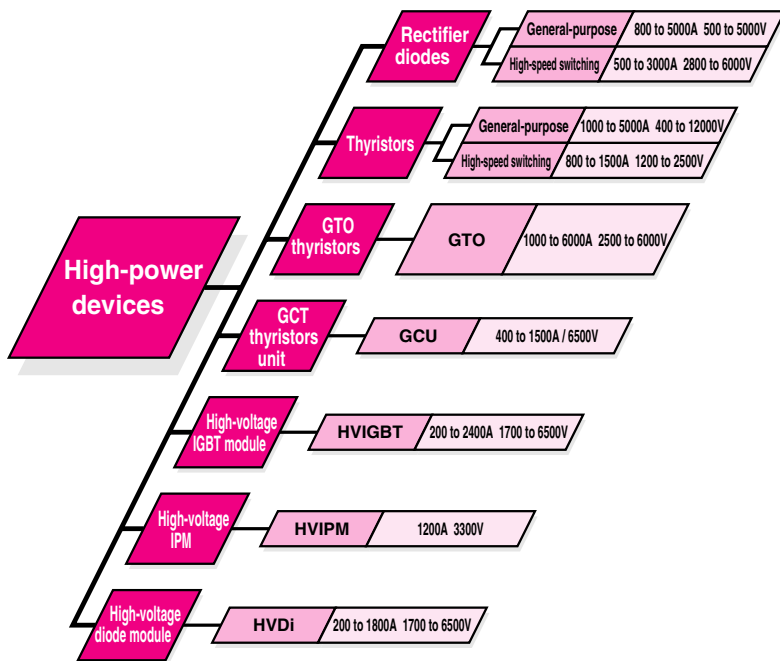 High-power
devices
Rectifier
diodes
General-purpose 800 to 5000A 500 to 5000V
High-speed switching 500 to 3000A 2800 to 6000V
Thyristors
General-purpose 1000 to 5000A 400 to 12000V
High-speed switching 800 to 1500A 1200 to 2500V
GTO
thyristors
GTO 1000 to 6000A 2500 to 6000V
GCT
thyristors
unit
GCU 400 to 1500A / 6500V
High-voltage
IGBT module
HVIGBT 200 to 2400A 1700 to 6500V
High-voltage
IPM
HVIPM 1200A 3300V
High-voltage
diode module
HVDi 200 to 1800A 1700 to 6500V